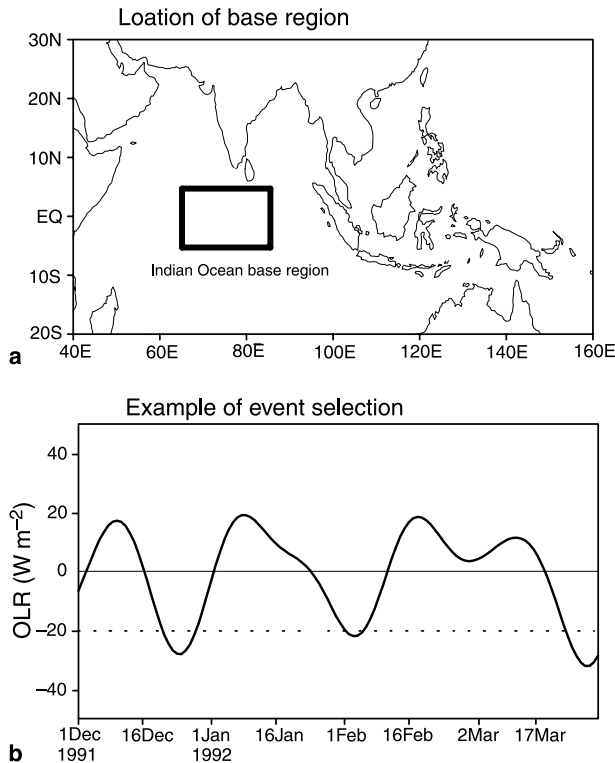 Loation of base region
30N
20N
10N
EQ
10S
20S
Indian Ocean base region
40E 60E 80E 100E 120E 140E 160E
a
Example of event selection
OLR (W m⁻²)
40
20
0
−20
−40
1Dec 16Dec 1Jan 16Jan 1Feb 16Feb 2Mar 17Mar
1991 1992
b